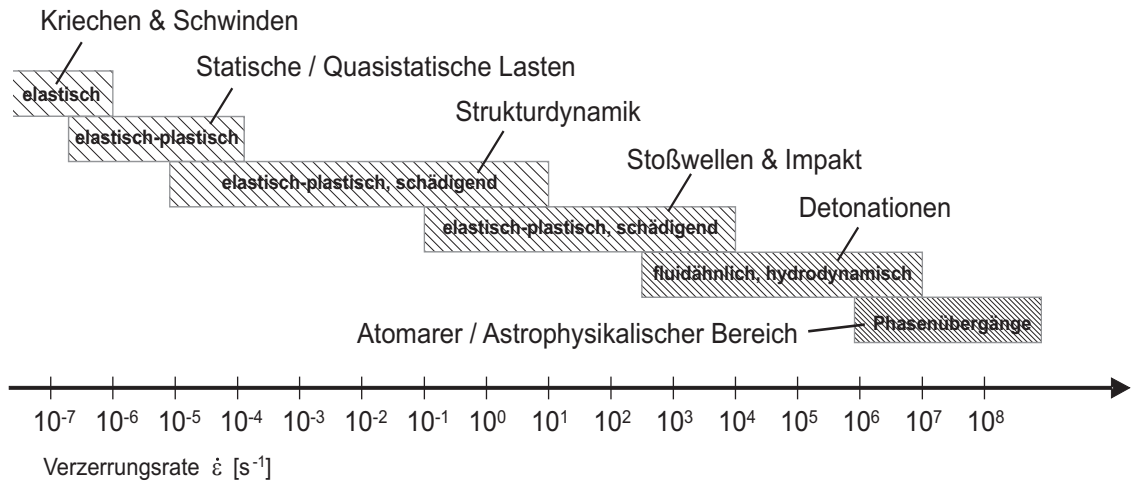 Kriechen & Schwinden
Statische / Quasistatische Lasten
elastisch
Strukturdynamik
elastisch-plastisch
Stoßwellen & Impakt
elastisch-plastisch, schädigend
Detonationen
elastisch-plastisch, schädigend
fluidähnlich, hydrodynamisch
Atomarer / Astrophysikalischer Bereich Phasenübergänge
10⁻⁷ 10⁻⁶ 10⁻⁵ 10⁻⁴ 10⁻³ 10⁻² 10⁻¹ 10⁰ 10¹ 10² 10³ 10⁴ 10⁵ 10⁶ 10⁷ 10⁸
Verzerrungsrate ε̇ [s⁻¹]